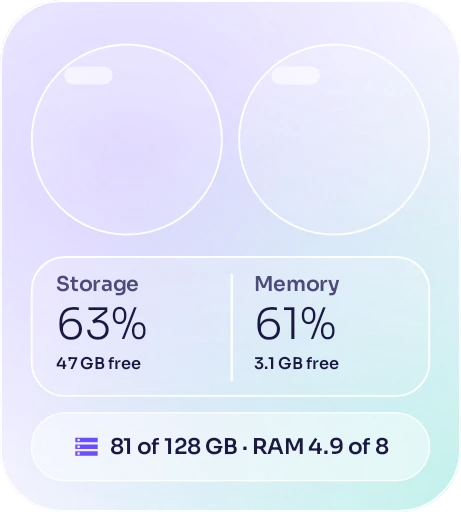 Storage
63%
47 GB free
Memory
61%
3.1 GB free
81 of 128 GB · RAM 4.9 of 8